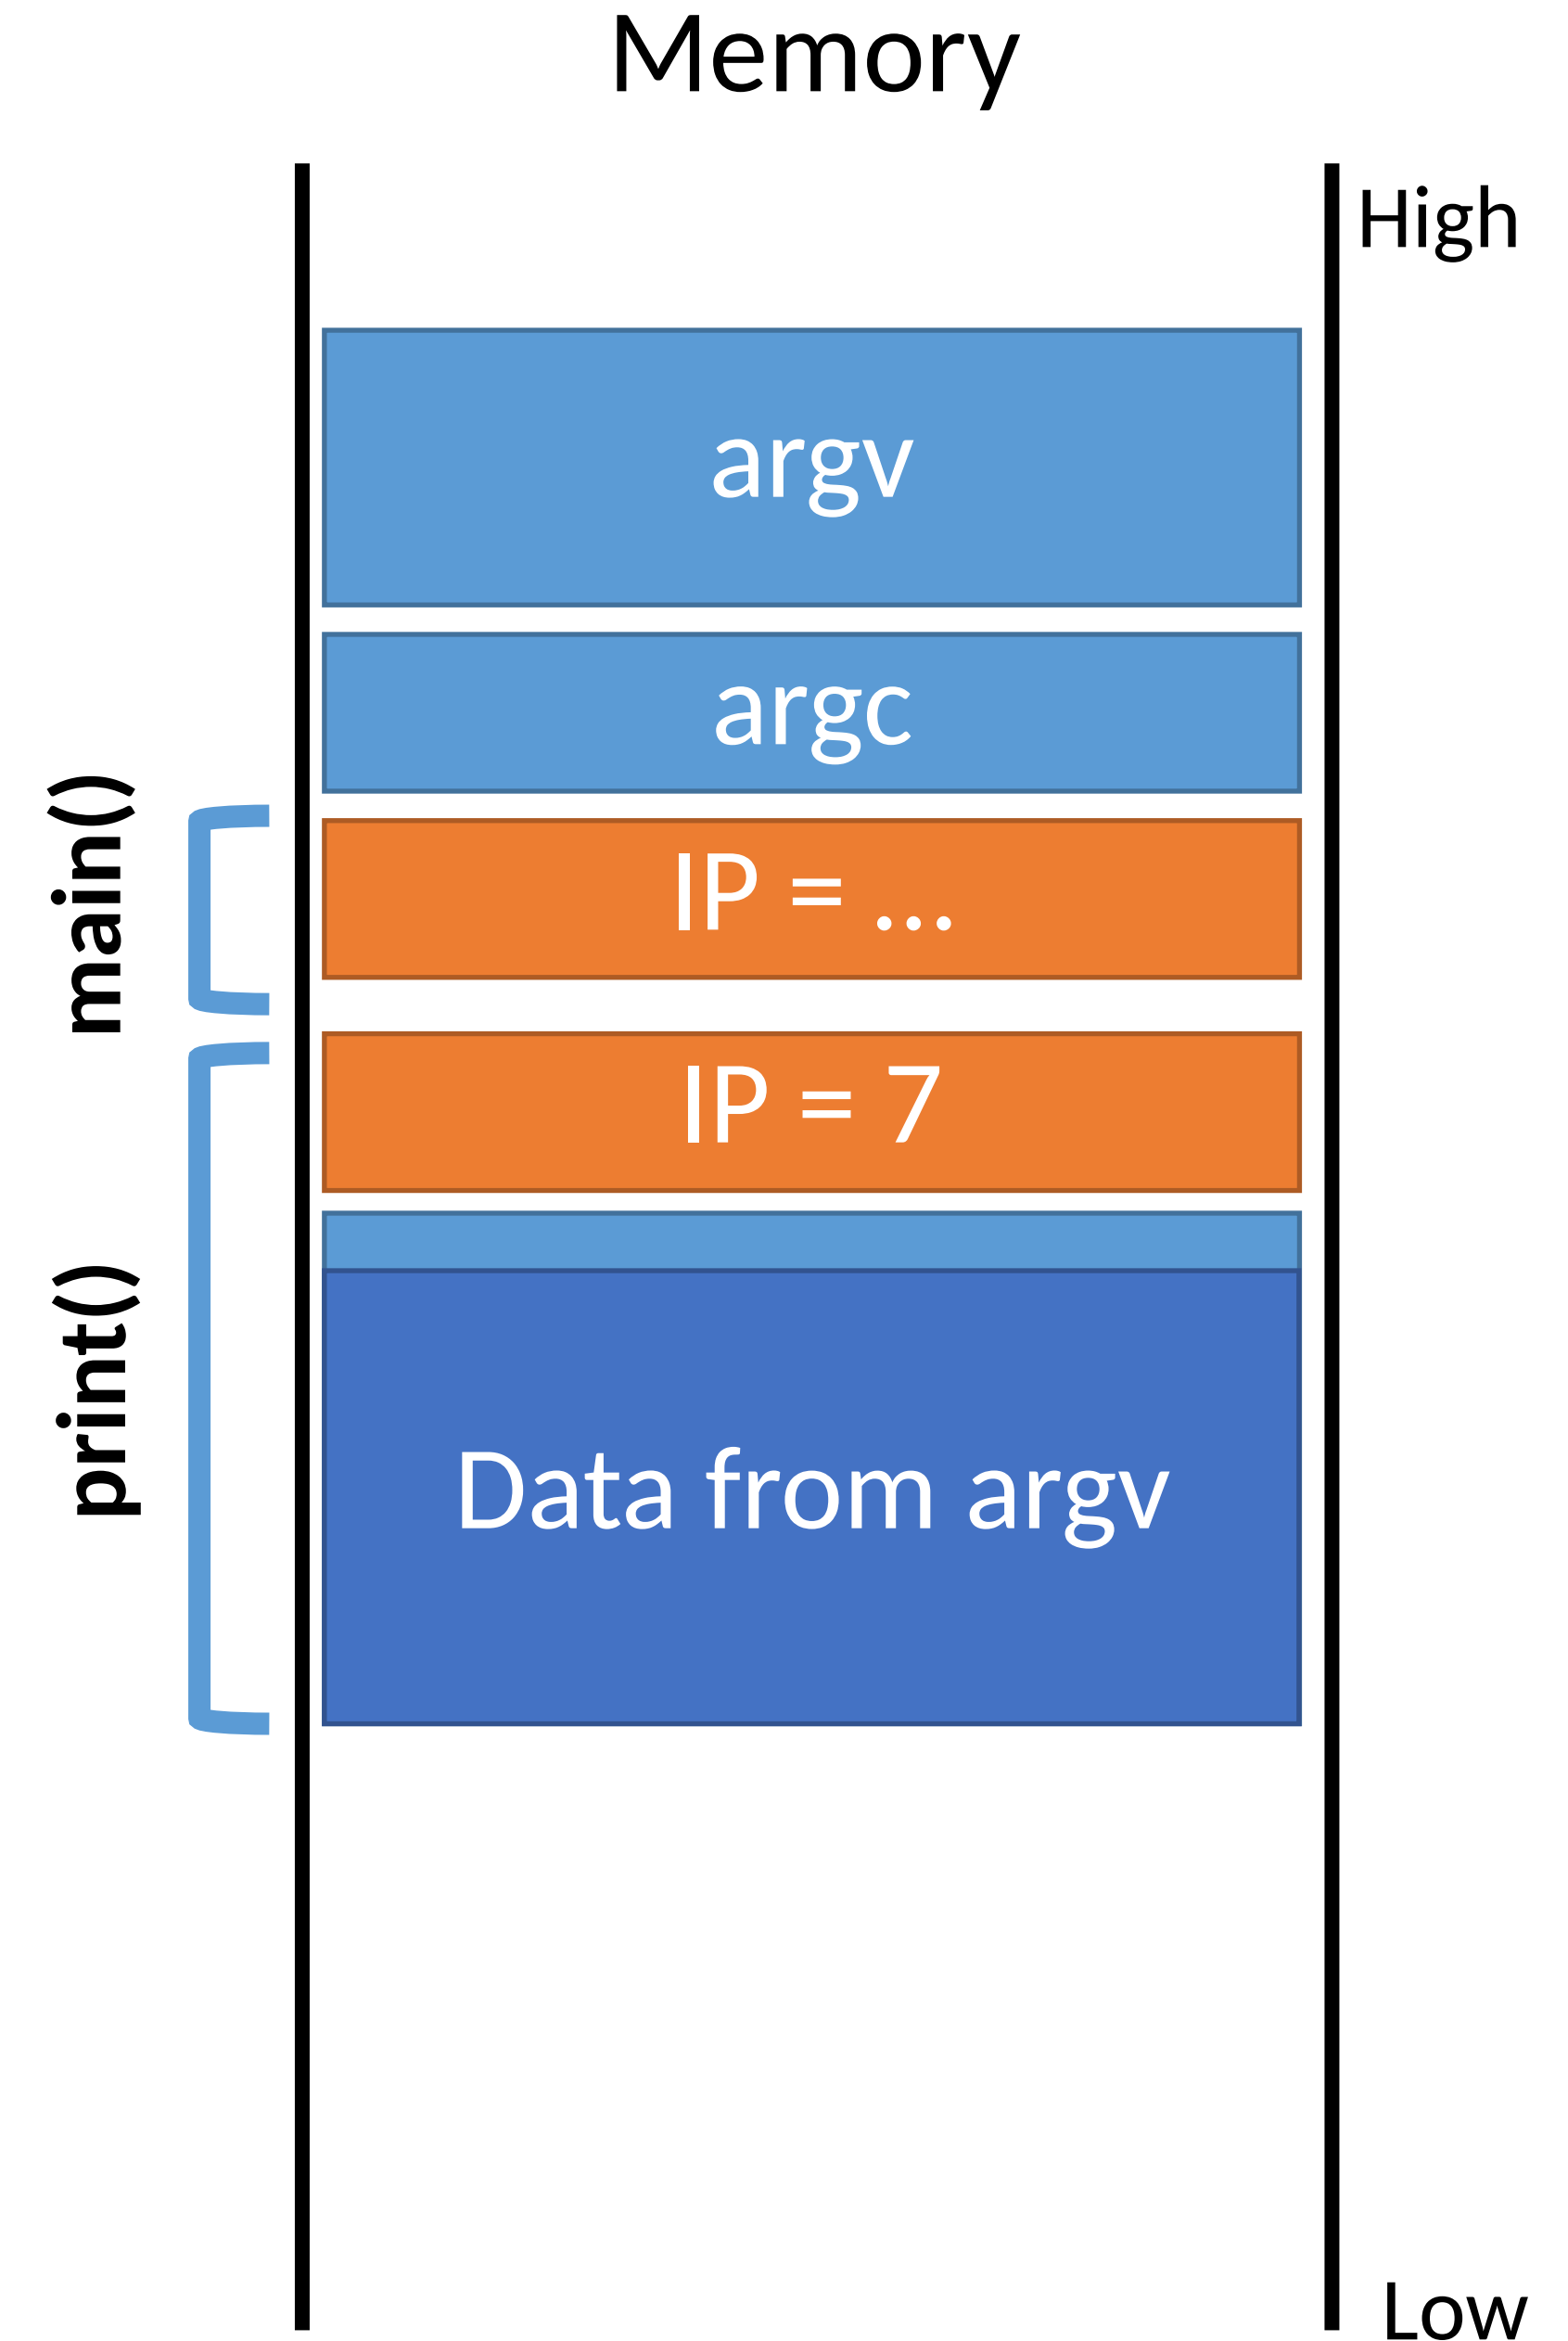 Memory
High
argv
argc
main()
IP = ...
IP = 7
print()
Data from argv
Low